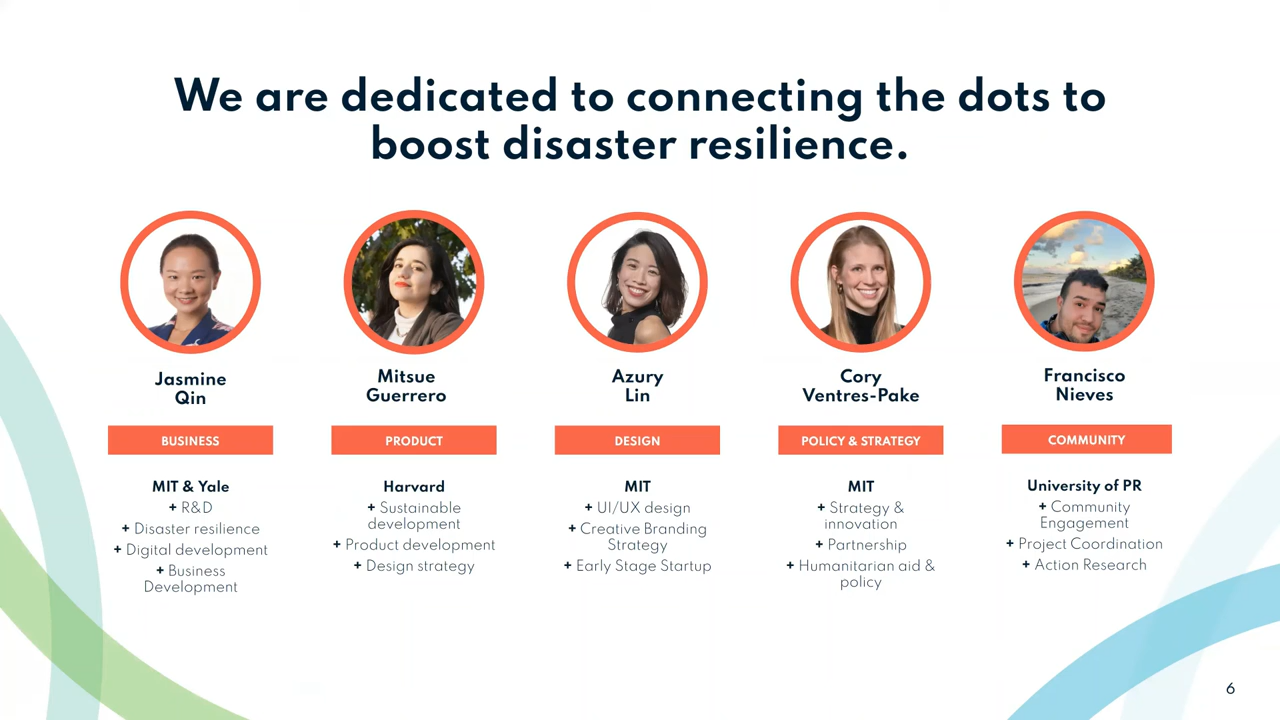 We are dedicated to connecting the dots to
boost disaster resilience.
Jasmine
Qin
BUSINESS
MIT & Yale
+ R&D
+ Disaster resilience
+ Digital development
+ Business
Development
Mitsue
Guerrero
PRODUCT
Harvard
+ Sustainable
development
+ Product development
+ Design strategy
Azury
Lin
DESIGN
MIT
+ UI/UX design
+ Creative Branding
Strategy
+ Early Stage Startup
Cory
Ventres-Pake
POLICY & STRATEGY
MIT
+ Strategy &
innovation
+ Partnership
+ Humanitarian aid &
policy
Francisco
Nieves
COMMUNITY
University of PR
+ Community
Engagement
+ Project Coordination
+ Action Research
6